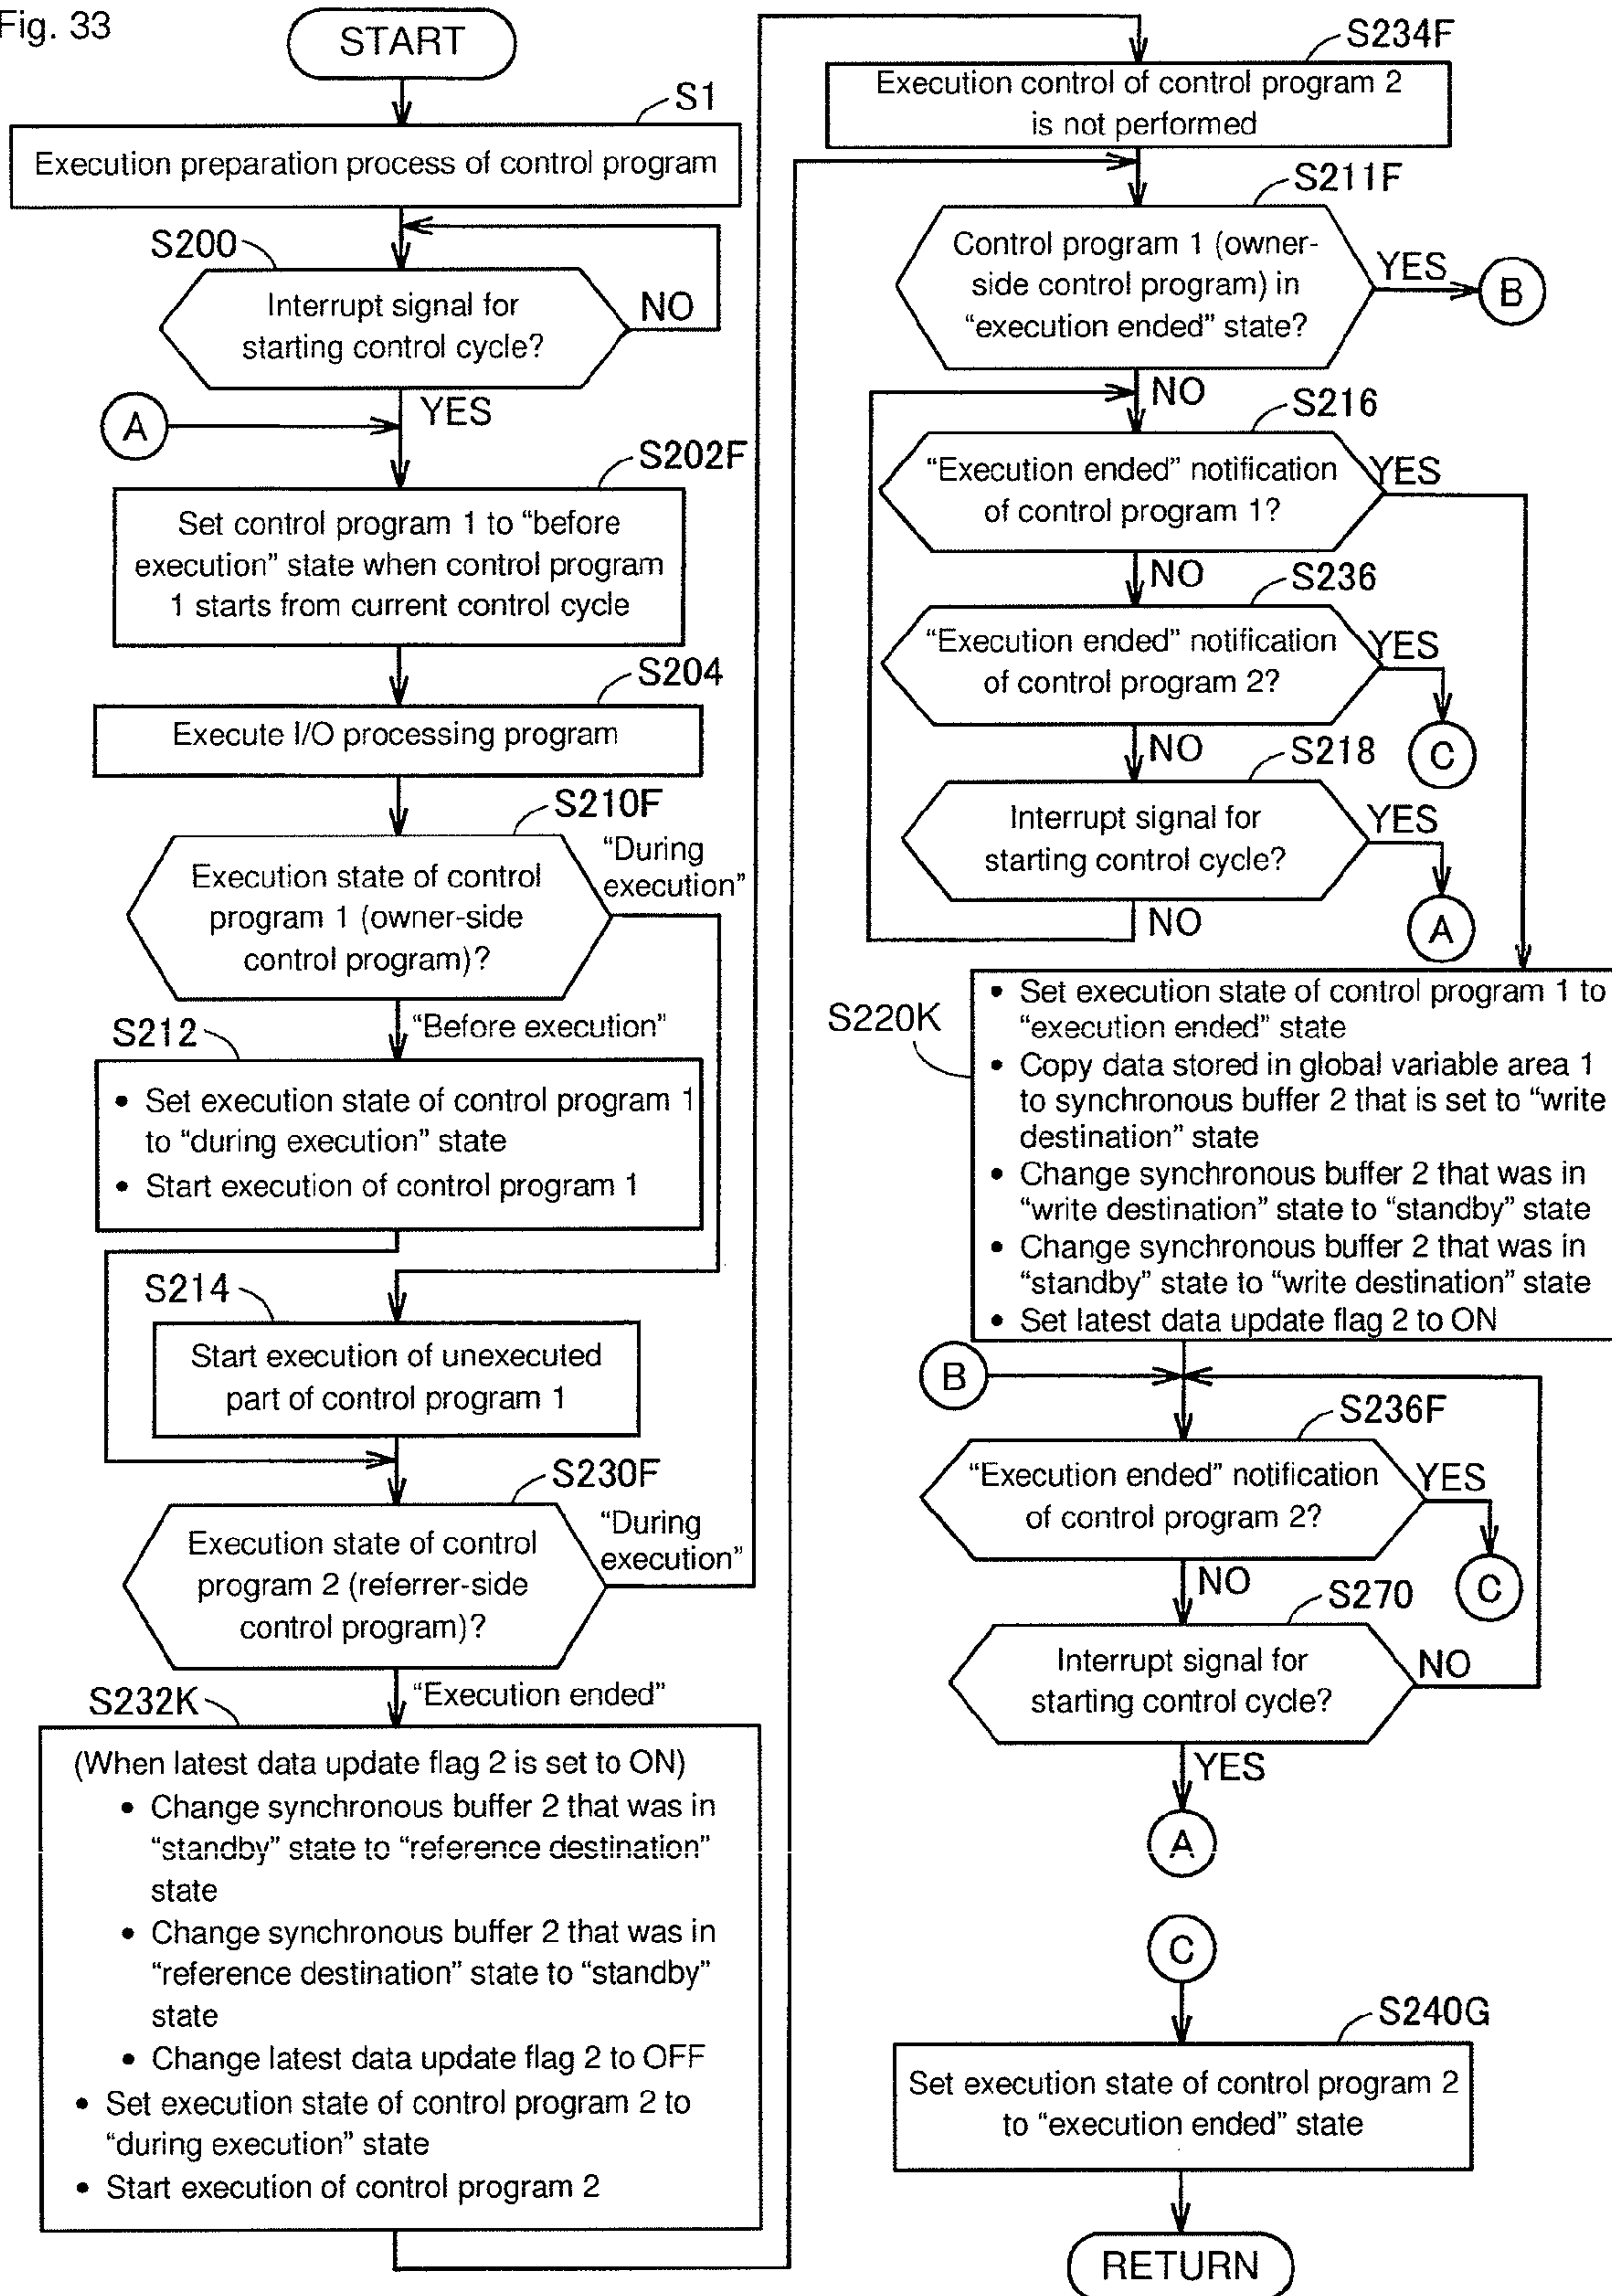 Fig. 33
START
S1
Execution preparation process of control program
S200
Interrupt signal for
starting control cycle?
NO
YES
A
S202F
Set control program 1 to “before
execution” state when control program
1 starts from current control cycle
S204
Execute I/O processing program
S210F
Execution state of control
program 1 (owner-side
control program)?
“During
execution”
“Before execution”
S212
• Set execution state of control program 1
to “during execution” state
• Start execution of control program 1
S214
Start execution of unexecuted
part of control program 1
S230F
Execution state of control
program 2 (referrer-side
control program)?
“During
execution”
“Execution ended”
S232K
(When latest data update flag 2 is set to ON)
• Change synchronous buffer 2 that was in
“standby” state to “reference destination”
state
• Change synchronous buffer 2 that was in
“reference destination” state to “standby”
state
• Change latest data update flag 2 to OFF
• Set execution state of control program 2 to
“during execution” state
• Start execution of control program 2
S234F
Execution control of control program 2
is not performed
S211F
Control program 1 (owner-
side control program) in
“execution ended” state?
YES
B
NO
S216
“Execution ended” notification
of control program 1?
YES
NO
S236
“Execution ended” notification
of control program 2?
YES
C
NO
S218
Interrupt signal for
starting control cycle?
YES
A
NO
S220K
• Set execution state of control program 1 to
“execution ended” state
• Copy data stored in global variable area 1
to synchronous buffer 2 that is set to “write
destination” state
• Change synchronous buffer 2 that was in
“write destination” state to “standby” state
• Change synchronous buffer 2 that was in
“standby” state to “write destination” state
• Set latest data update flag 2 to ON
B
S236F
“Execution ended” notification
of control program 2?
YES
C
NO
S270
Interrupt signal for
starting control cycle?
NO
YES
A
C
S240G
Set execution state of control program 2
to “execution ended” state
RETURN